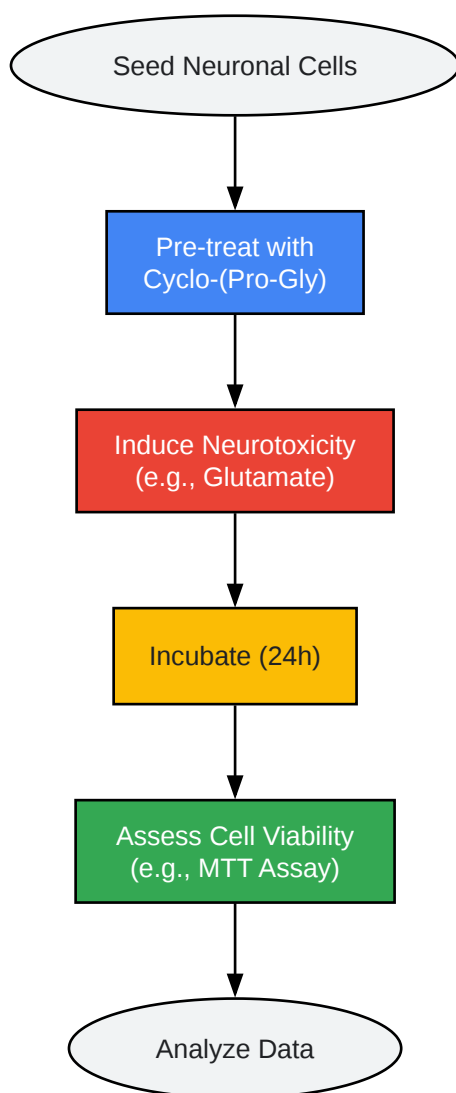 Seed Neuronal Cells
Pre-treat with
Cyclo-(Pro-Gly)
Induce Neurotoxicity
(e.g., Glutamate)
Incubate (24h)
Assess Cell Viability
(e.g., MTT Assay)
Analyze Data